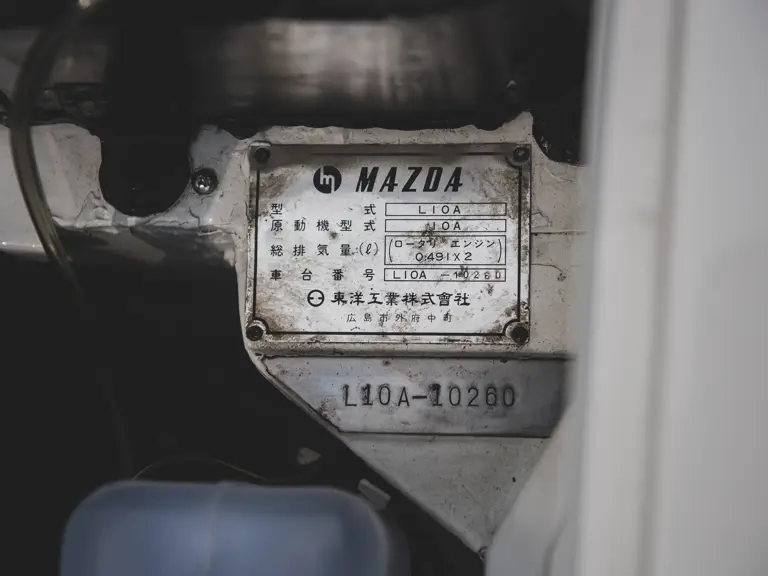 m MAZDA
型式 L10A
原動機型式 10A
総排気量(ℓ) (ロータリ エンジン 0.491×2)
車台番号 L10A-10260
東洋工業株式會社
広島市外府中町
L10A-10260